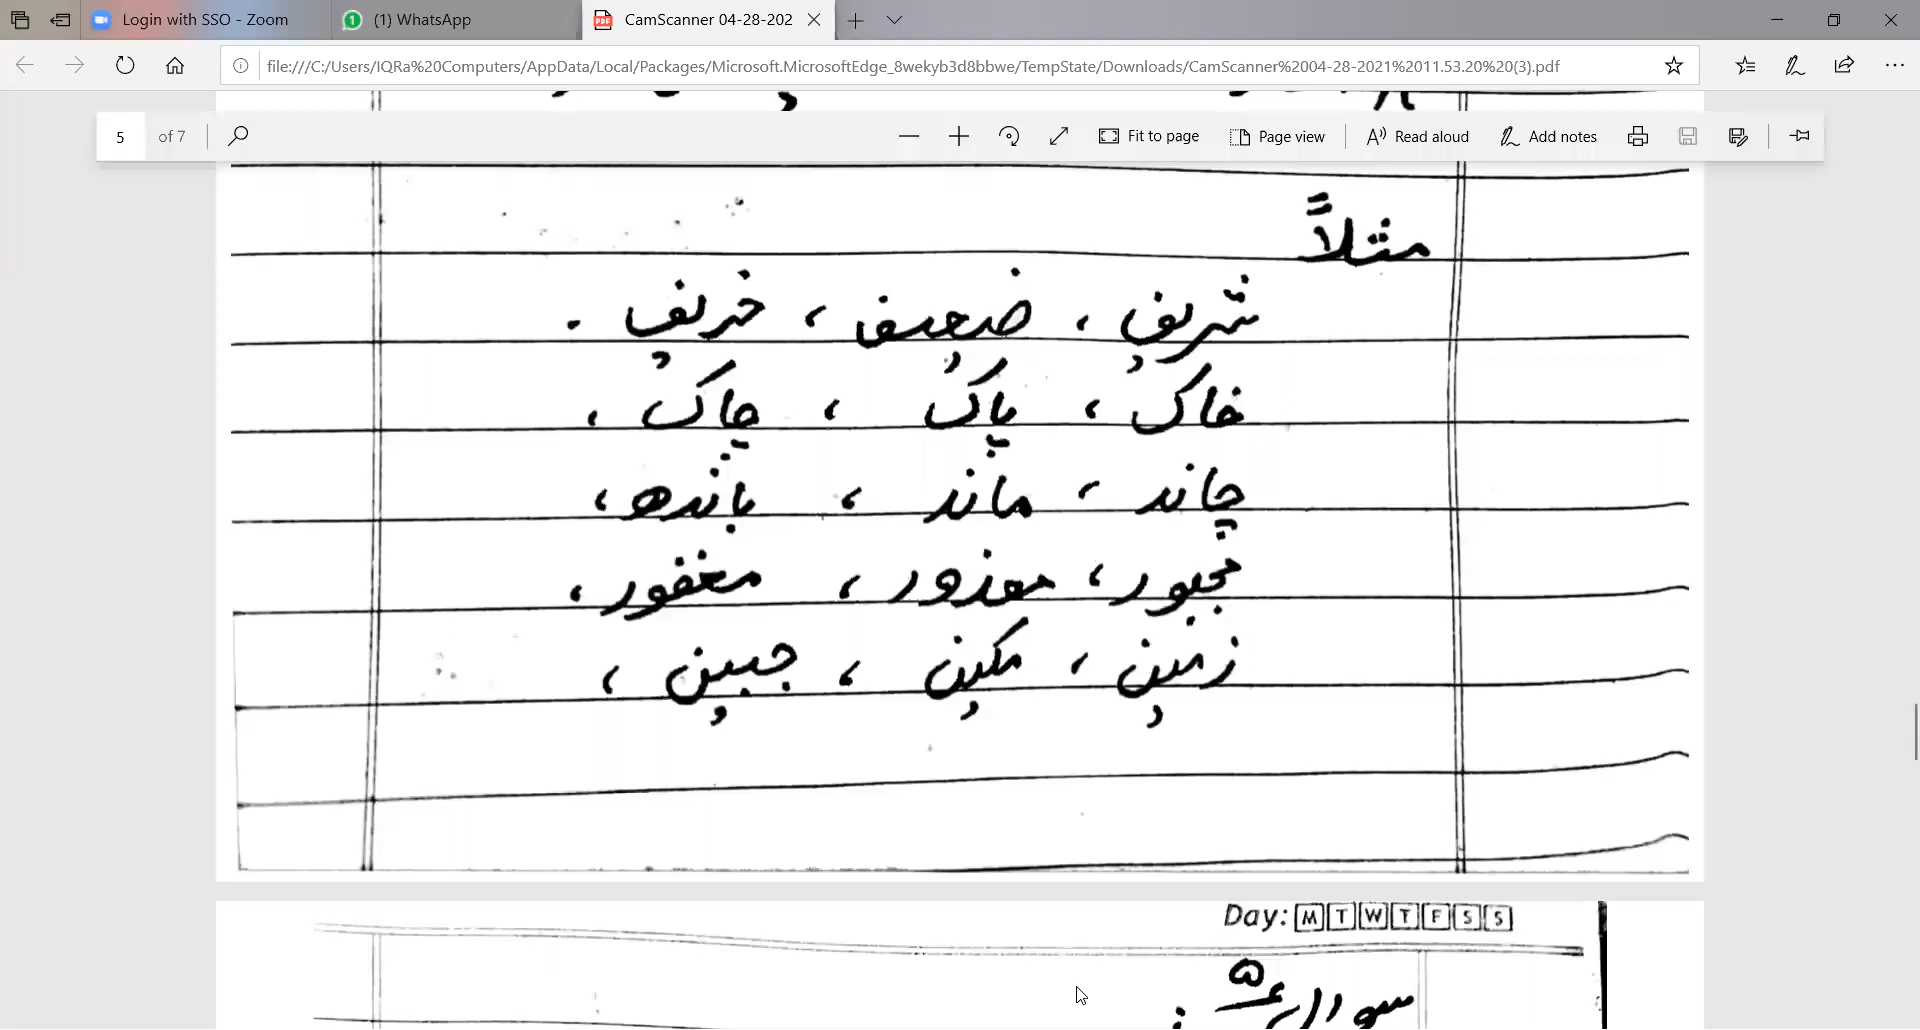 Login with SSO - Zoom
(1) WhatsApp
CamScanner 04-28-202
file:///C:/Users/IQRa%20Computers/AppData/Local/Packages/Microsoft.MicrosoftEdge_8wekyb3d8bbwe/TempState/Downloads/CamScanner%2004-28-2021%2011.53.20%20(3).pdf
5 of 7 Fit to page Page view Read aloud Add notes
مثلاً
شریف ، ضعیف ، خریف ۔
خاک ، پاک ، چاک ،
چاند ، ماند ، باندھ ،
مجبور ، معذور ، مغفور ،
زمین ، مکین ، جبین ،
Day: M T W T F S S
سوال ۵